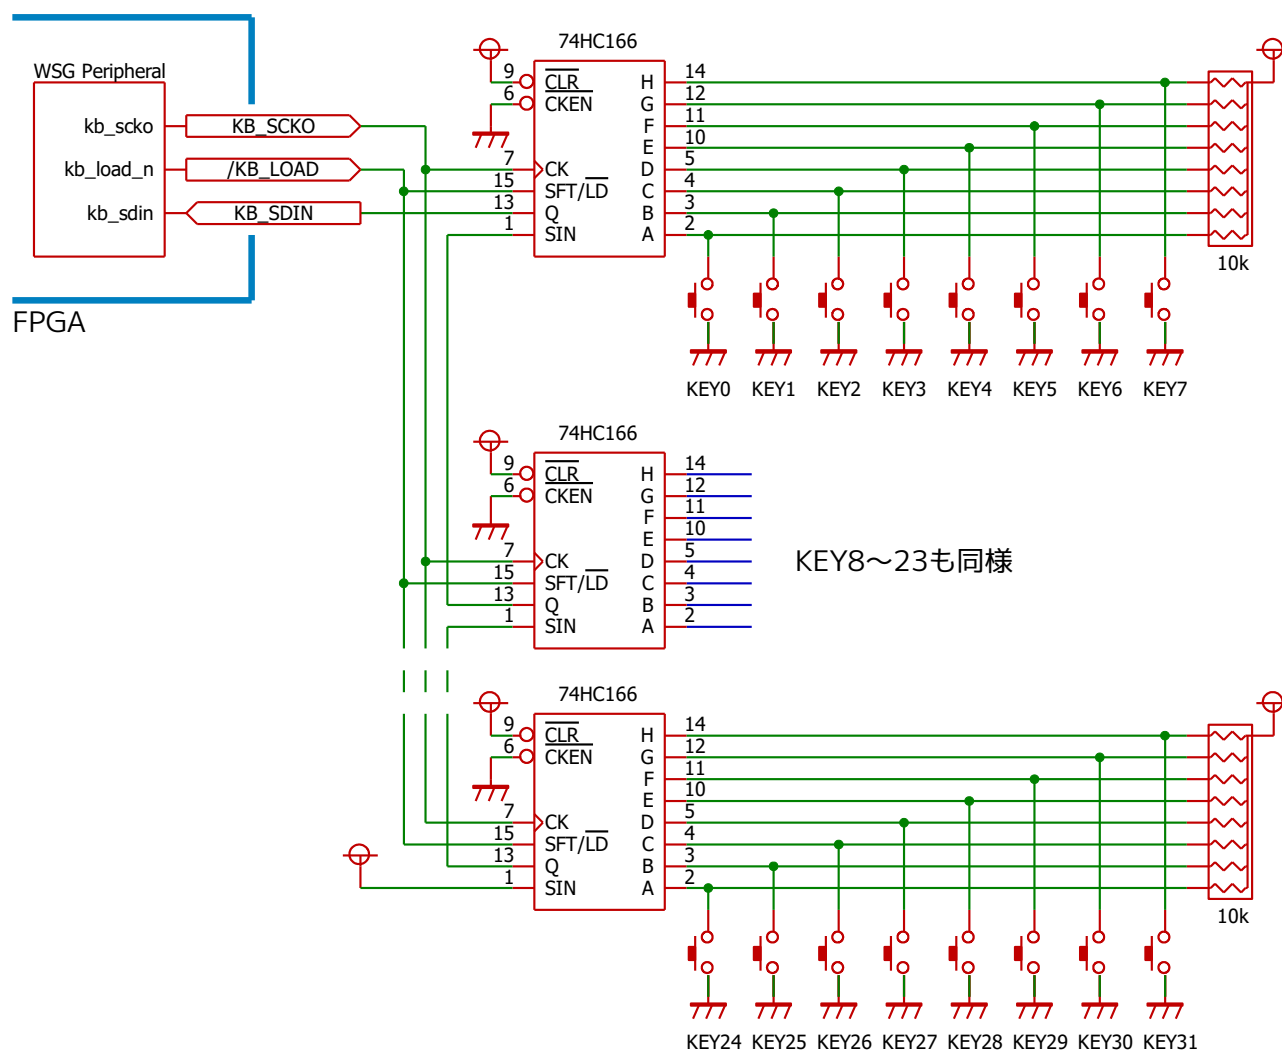 WSG Peripheral
kb_scko
kb_load_n
kb_sdin
KB_SCKO
/KB_LOAD
KB_SDIN
FPGA
74HC166
9 CLR
6 CKEN
7 CK
15 SFT/LD
13 Q
1 SIN
H 14
G 12
F 11
E 10
D 5
C 4
B 3
A 2
10k
KEY0 KEY1 KEY2 KEY3 KEY4 KEY5 KEY6 KEY7
74HC166
9 CLR
6 CKEN
7 CK
15 SFT/LD
13 Q
1 SIN
H 14
G 12
F 11
E 10
D 5
C 4
B 3
A 2
KEY8～23も同様
74HC166
9 CLR
6 CKEN
7 CK
15 SFT/LD
13 Q
1 SIN
H 14
G 12
F 11
E 10
D 5
C 4
B 3
A 2
10k
KEY24 KEY25 KEY26 KEY27 KEY28 KEY29 KEY30 KEY31